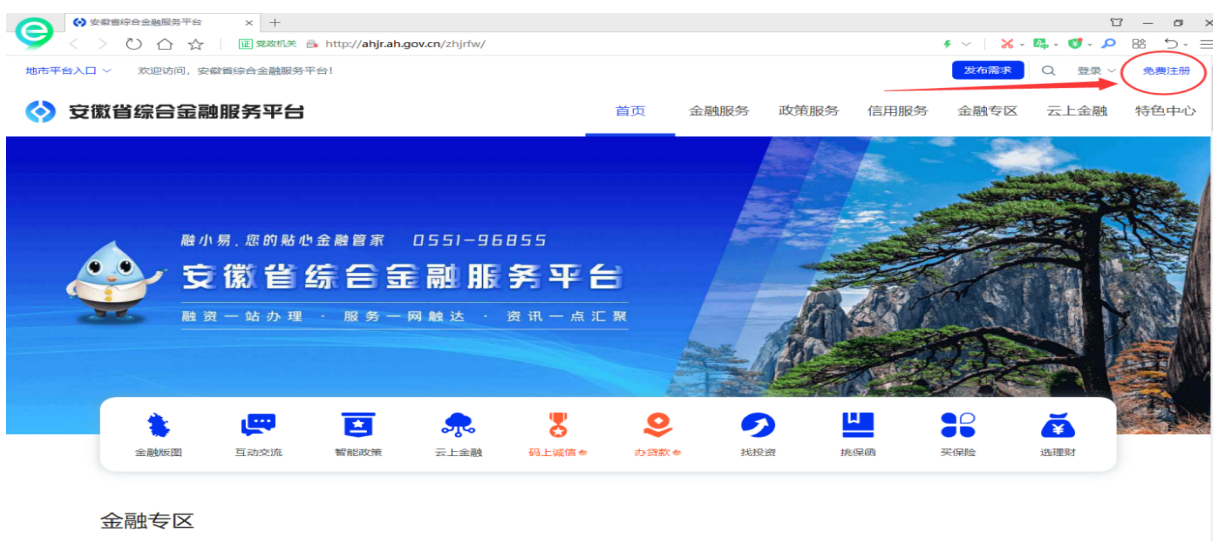 安徽省综合金融服务平台
证 党政机关 http://ahjr.ah.gov.cn/zhjrfw/
地市平台入口 欢迎访问，安徽省综合金融服务平台！ 发布需求 登录 免费注册
安徽省综合金融服务平台 首页 金融服务 政策服务 信用服务 金融专区 云上金融 特色中心
融小易，您的贴心金融管家 0551-96855
安徽省综合金融服务平台
融资一站办理 · 服务一网触达 · 资讯一点汇聚
金融版图 互动交流 智能政策 云上金融 码上诚信 办贷款 找投资 挑保函 买保险 选理财
金融专区